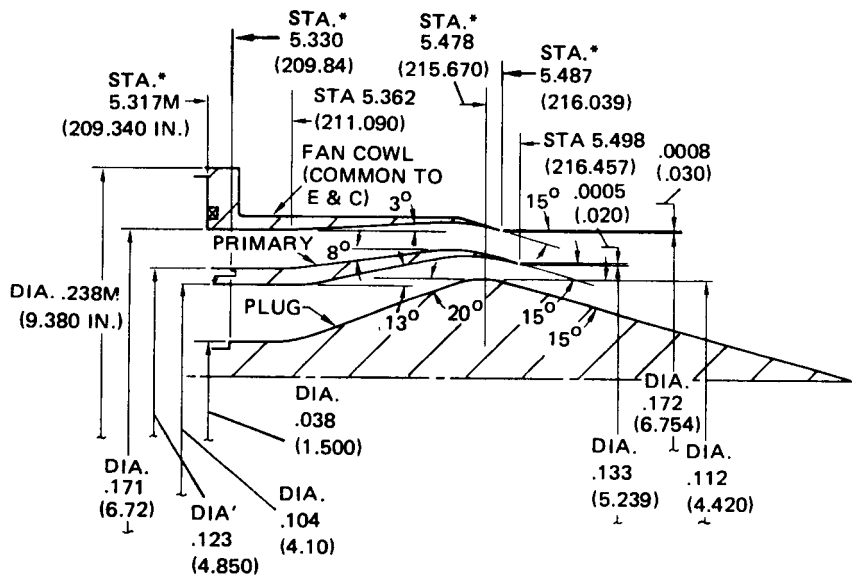 STA.*
5.330
(209.84)
STA.*
5.478
(215.670)
STA.*
5.487
(216.039)
STA.*
5.317M
(209.340 IN.)
STA 5.362
(211.090)
STA 5.498
(216.457)
.0008
(.030)
.0005
(.020)
FAN COWL
(COMMON TO
E & C)
3°
15°
PRIMARY
8°
DIA. .238M
(9.380 IN.)
PLUG
13°
20°
15°
15°
DIA.
.038
(1.500)
DIA.
.172
(6.754)
DIA.
.171
(6.72)
DIA.
.133
(5.239)
DIA.
.112
(4.420)
DIA'
.123
(4.850)
DIA.
.104
(4.10)